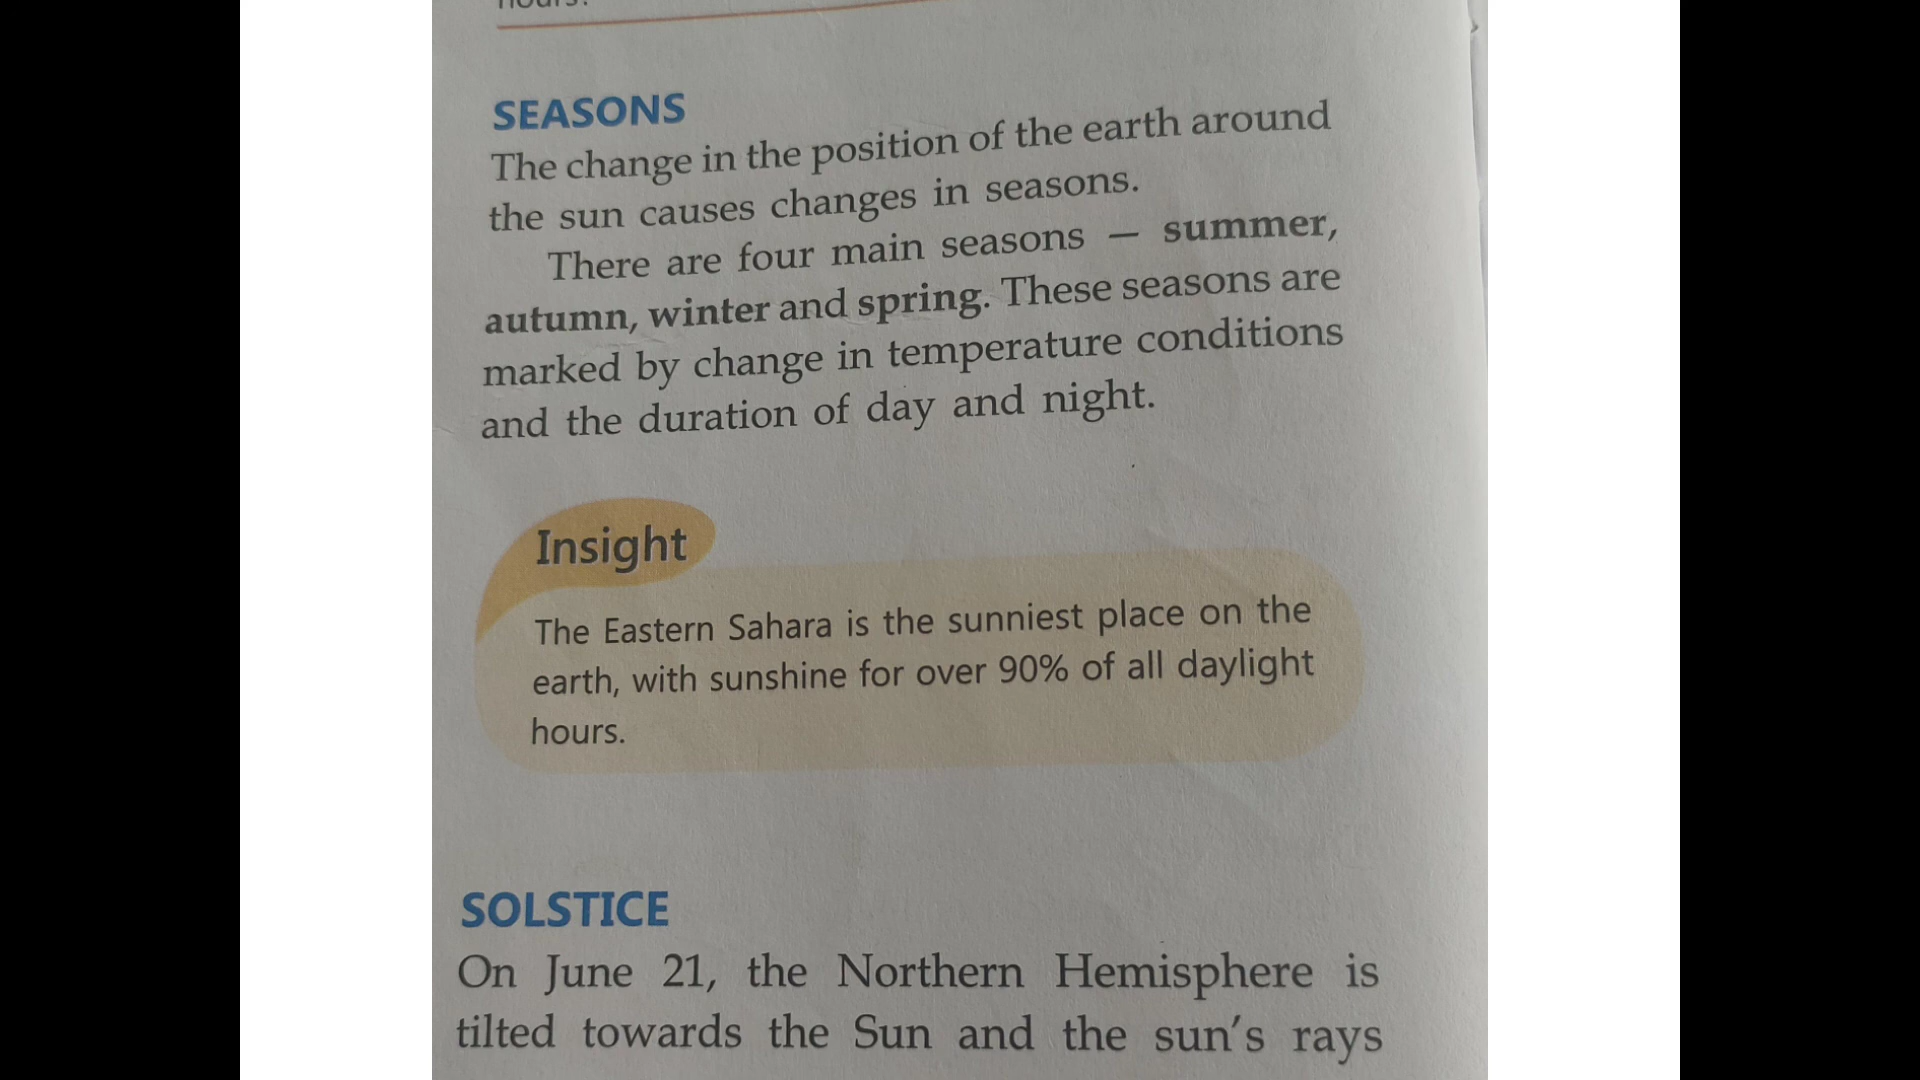 hours.
SEASONS
The change in the position of the earth around
the sun causes changes in seasons.
There are four main seasons — summer,
autumn, winter and spring. These seasons are
marked by change in temperature conditions
and the duration of day and night.
Insight
The Eastern Sahara is the sunniest place on the
earth, with sunshine for over 90% of all daylight
hours.
SOLSTICE
On June 21, the Northern Hemisphere is
tilted towards the Sun and the sun's rays